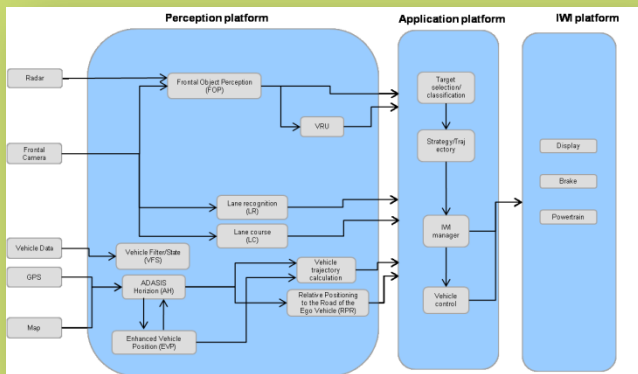 Perception platform
Application platform
IWI platform
Radar
Frontal Object Perception
(FOP)
Target
selection/
classification
VRU
Frontal
Camera
Strategy/Traj
ectory
Display
Brake
Lane recognition
(LR)
Powertrain
Lane course
(LC)
IWI
manager
Vehicle Data
Vehicle Filter/State
(VFS)
Vehicle
trajectory
calculation
GPS
ADASIS
Horizon (AH)
Relative Positioning
to the Road of the
Ego Vehicle (RPR)
Vehicle
control
Map
Enhanced Vehicle
Position (EVP)